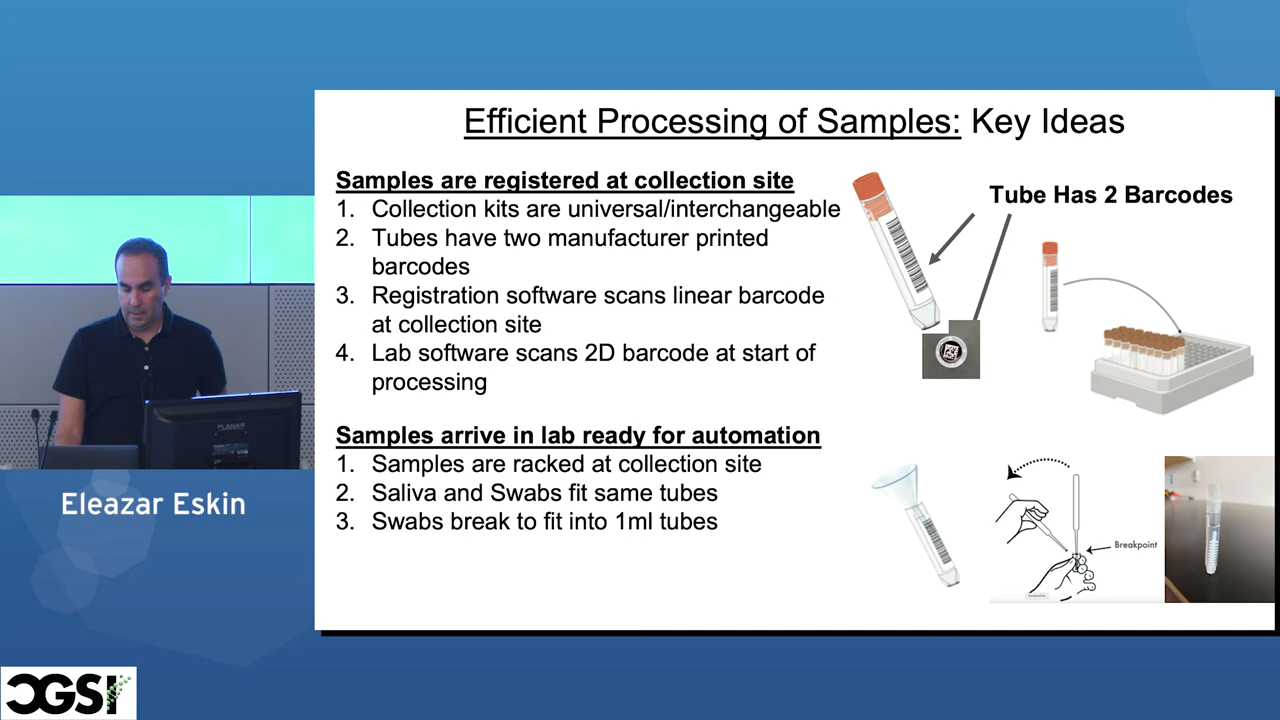 Efficient Processing of Samples: Key Ideas
Samples are registered at collection site
1. Collection kits are universal/interchangeable
2. Tubes have two manufacturer printed
barcodes
3. Registration software scans linear barcode
at collection site
4. Lab software scans 2D barcode at start of
processing
Tube Has 2 Barcodes
Samples arrive in lab ready for automation
1. Samples are racked at collection site
2. Saliva and Swabs fit same tubes
3. Swabs break to fit into 1ml tubes
Breakpoint
PLANAR
Eleazar Eskin
CGSI